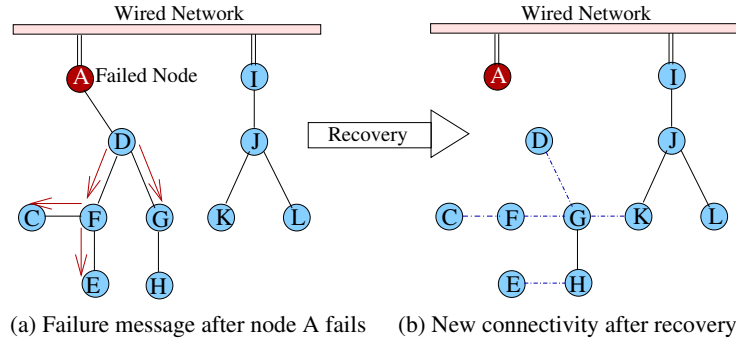 Wired Network
Wired Network
A Failed Node
I
A
I
D
J
Recovery
D
J
C
F
G
K
L
C
F
G
K
L
E
H
E
H
(a) Failure message after node A fails
(b) New connectivity after recovery